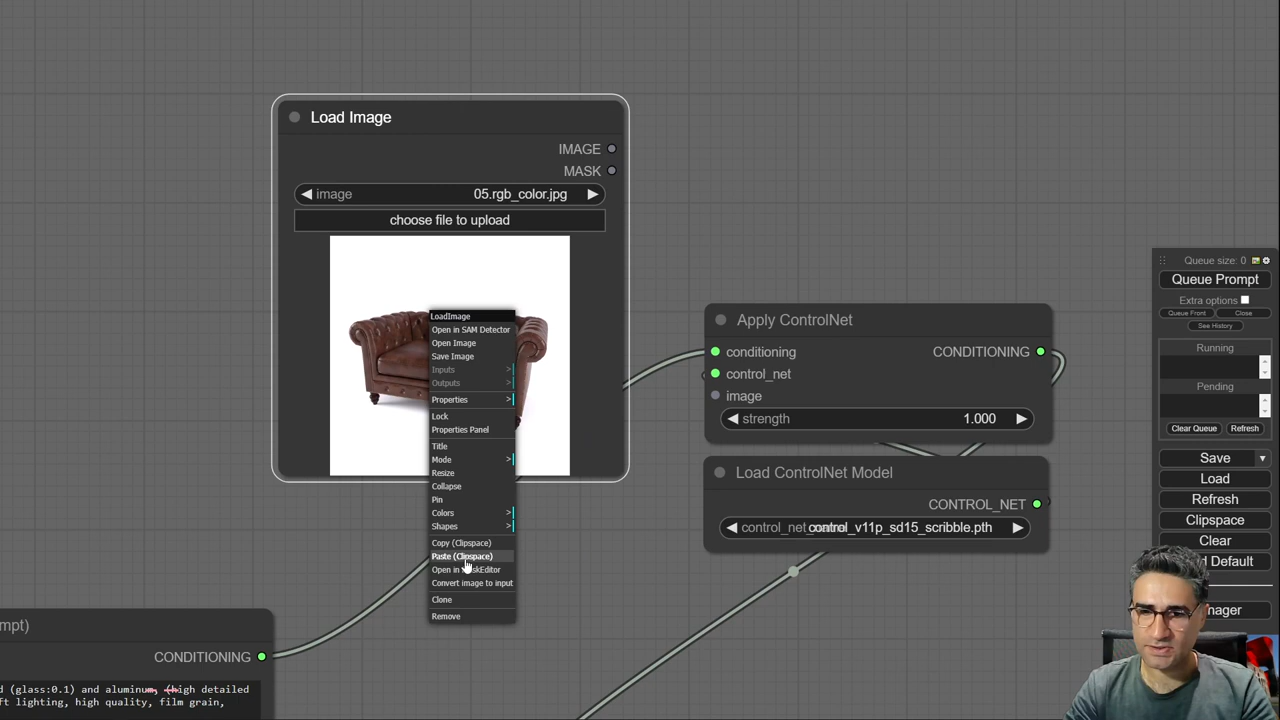 Load Image
IMAGE
MASK
image 05.rgb_color.jpg
choose file to upload
LoadImage
Open in SAM Detector
Open Image
Save Image
Inputs >
Outputs >
Properties >
Lock
Properties Panel
Title
Mode >
Resize
Collapse
Pin
Colors >
Shapes >
Copy (Clipspace)
Paste (Clipspace)
Open in MaskEditor
Convert image to input
Clone
Remove
Apply ControlNet
conditioning CONDITIONING
control_net
image
strength 1.000
Load ControlNet Model
CONTROL_NET
control_v11p_sd15_scribble.pth
mpt)
CONDITIONING
d (glass:0.1) and aluminum, (high detailed
ft lighting, high quality, film grain,
Queue size: 0
Queue Prompt
Extra options
Queue Front Close
See History
Running
Pending
Clear Queue Refresh
Save
Load
Refresh
Clipspace
Clear
d Default
nager